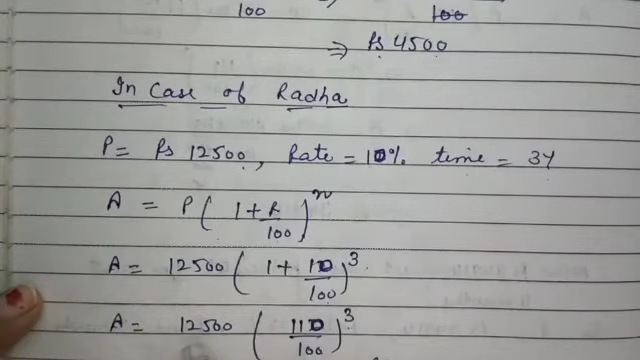 100 100
⇒ Rs 4500
In Case of Radha
P = Rs 12500, Rate = 10% time = 3Y
A = P( 1 + R/100 )^n
A = 12500 ( 1 + 10/100 )^3
A = 12500 ( 110/100 )^3